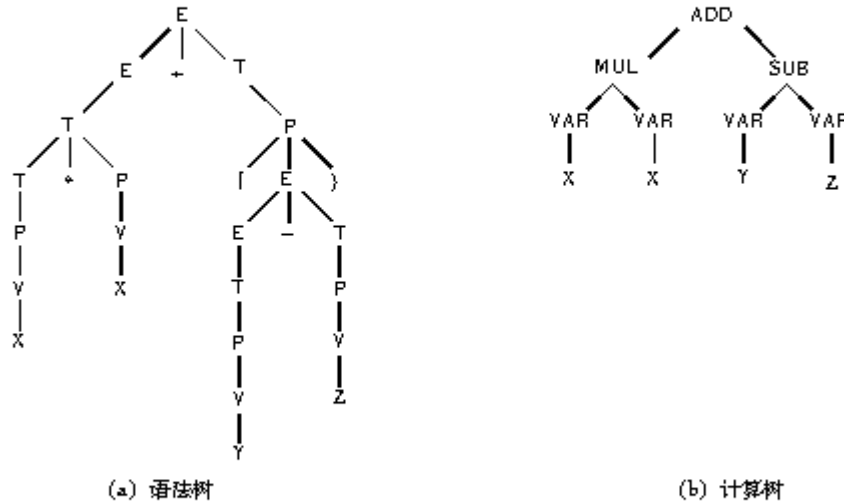 E ADD
E + T MUL SUB
T P VAR VAR VAR VAR
T * P [ E } X X Y Z
P V E - T
V X T P
X P V
V Z
Y
(a) 语法树 (b) 计算树